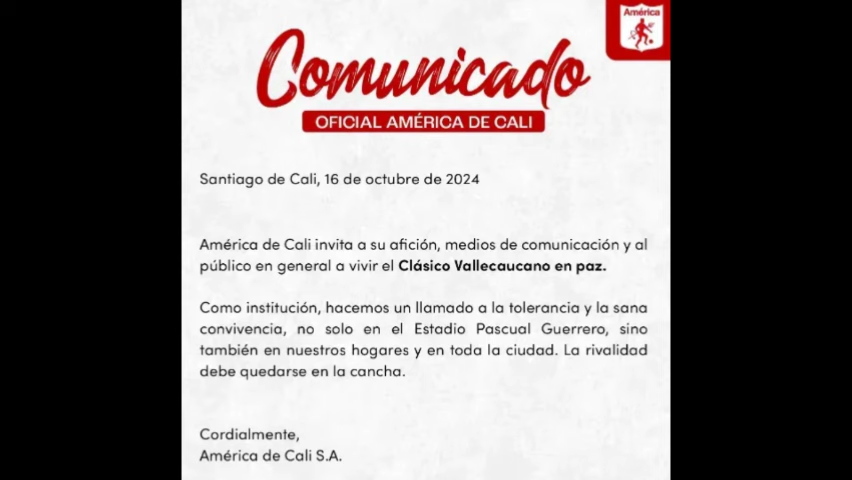 América
Comunicado
OFICIAL AMÉRICA DE CALI
Santiago de Cali, 16 de octubre de 2024
América de Cali invita a su afición, medios de comunicación y al
público en general a vivir el Clásico Vallecaucano en paz.
Como institución, hacemos un llamado a la tolerancia y la sana
convivencia, no solo en el Estadio Pascual Guerrero, sino
también en nuestros hogares y en toda la ciudad. La rivalidad
debe quedarse en la cancha.
Cordialmente,
América de Cali S.A.